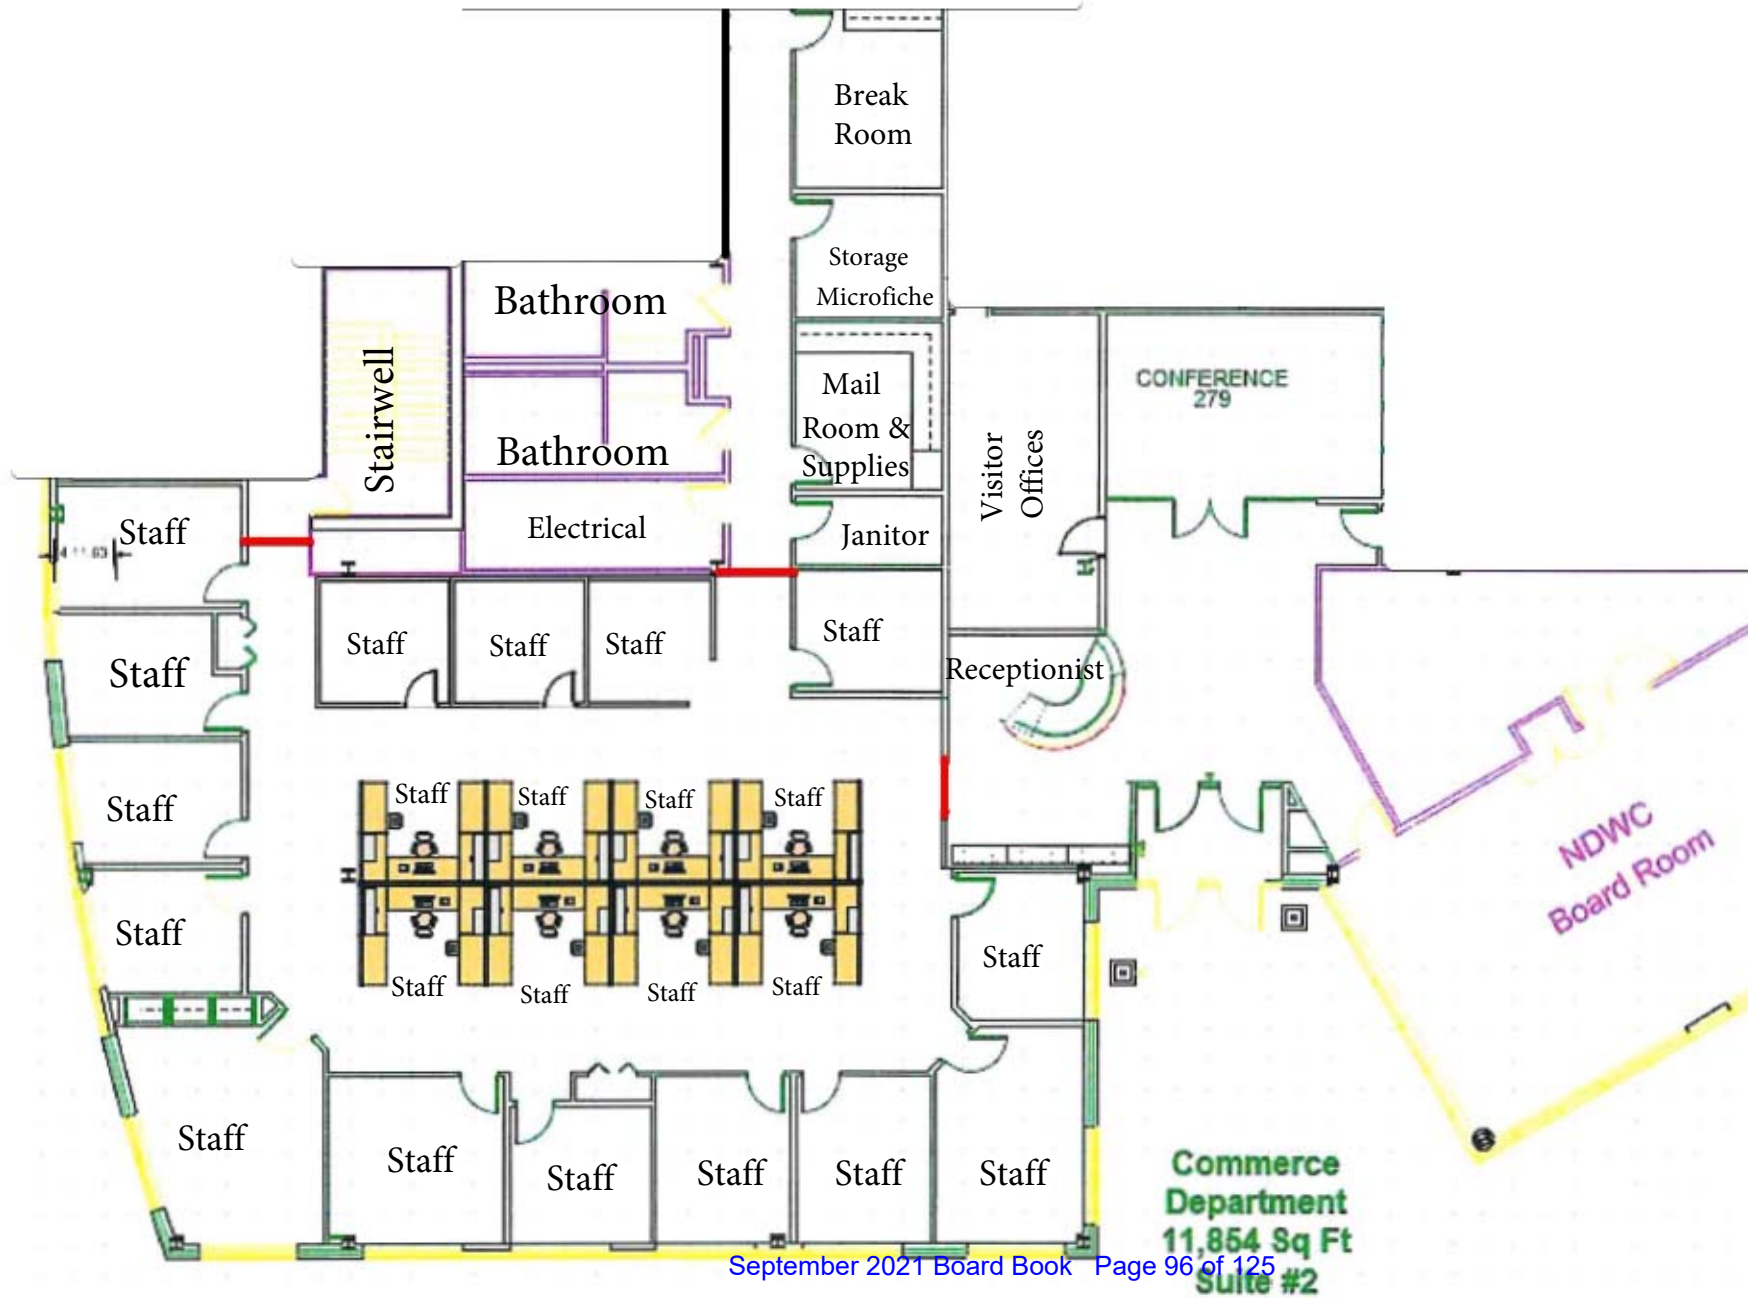 Break
Room
Storage
Microfiche
Bathroom
Stairwell
Mail
Room &
Supplies
CONFERENCE
279
Visitor
Offices
Bathroom
Electrical
Janitor
Staff
Staff
Staff
Staff
Staff
Staff
Receptionist
Staff
Staff
Staff
Staff
Staff
Staff
NDWC
Board Room
Staff
Staff
Staff
Staff
Staff
Staff
Staff
Staff
Staff
Staff
Staff
Staff
Commerce
Department
11,854 Sq Ft
Suite #2
September 2021 Board Book Page 96 of 125